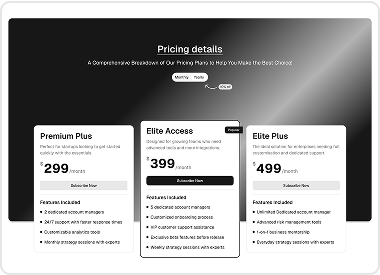 Pricing details
A Comprehensive Breakdown of Our Pricing Plans to Help You Make the Best Choice!
Monthly Yearly
Premium Plus
Perfect for startups looking to get started
quickly with the essentials.
$299/month
Subscribe Now
Features Included
2 dedicated account managers
24/7 support with faster response times
Customizable analytics tools
Monthly strategy sessions with experts
Elite Access
Popular
Designed for growing teams who need
advanced tools and more integrations.
$399/month
Subscribe Now
Features Included
5 dedicated account managers
Customized onboarding process
VIP customer support assistance
Exclusive beta features before release
Weekly strategy sessions with experts
Elite Plus
The ideal solution for enterprises needing full
customization and dedicated support.
$499/month
Subscribe Now
Features Included
Unlimited Dedicated account manager
Advanced risk management tools
1-on-1 business mentorship
Everyday strategy sessions with experts